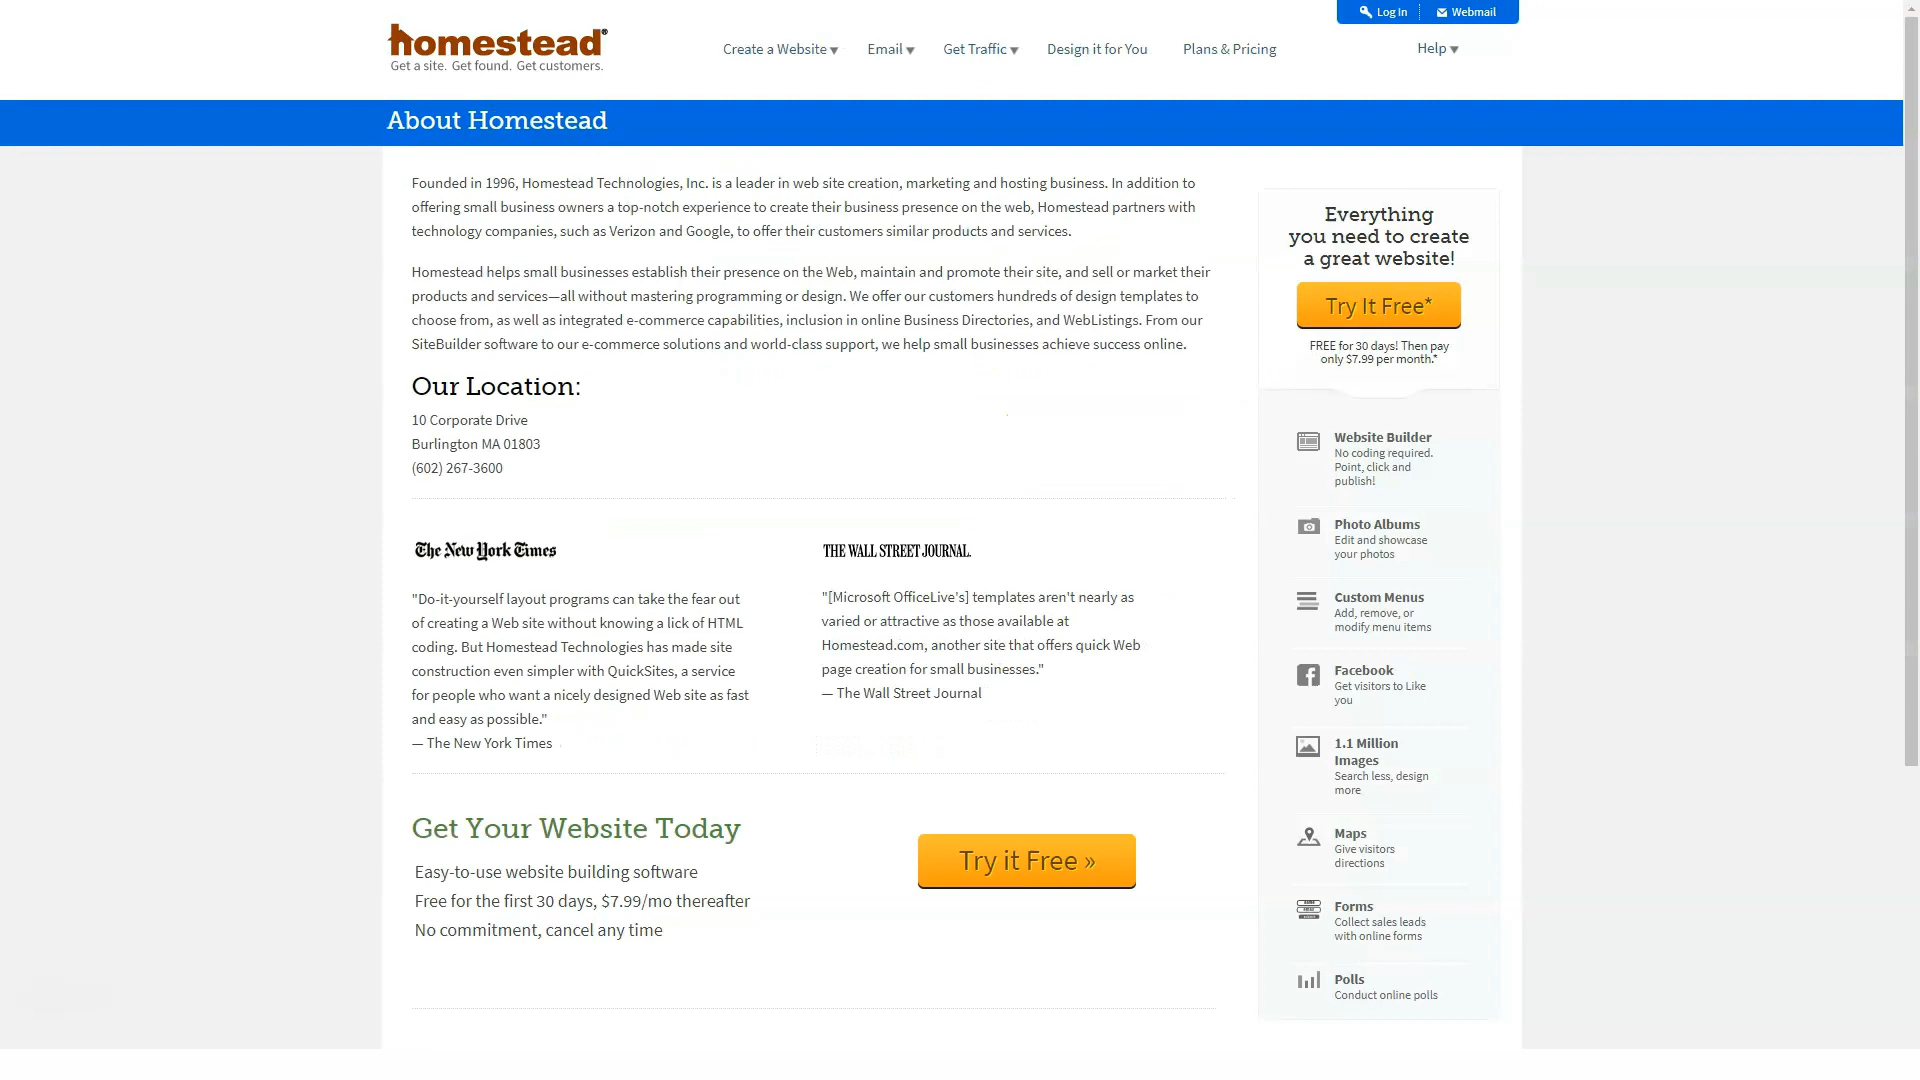 Log In
Webmail
homestead®
Get a site. Get found. Get customers.
Create a Website
Email
Get Traffic
Design it for You
Plans & Pricing
Help
About Homestead
Founded in 1996, Homestead Technologies, Inc. is a leader in web site creation, marketing and hosting business. In addition to
offering small business owners a top-notch experience to create their business presence on the web, Homestead partners with
technology companies, such as Verizon and Google, to offer their customers similar products and services.
Homestead helps small businesses establish their presence on the Web, maintain and promote their site, and sell or market their
products and services—all without mastering programming or design. We offer our customers hundreds of design templates to
choose from, as well as integrated e-commerce capabilities, inclusion in online Business Directories, and WebListings. From our
SiteBuilder software to our e-commerce solutions and world-class support, we help small businesses achieve success online.
Our Location:
10 Corporate Drive
Burlington MA 01803
(602) 267-3600
The New York Times
"Do-it-yourself layout programs can take the fear out
of creating a Web site without knowing a lick of HTML
coding. But Homestead Technologies has made site
construction even simpler with QuickSites, a service
for people who want a nicely designed Web site as fast
and easy as possible."
— The New York Times
THE WALL STREET JOURNAL.
"[Microsoft OfficeLive's] templates aren't nearly as
varied or attractive as those available at
Homestead.com, another site that offers quick Web
page creation for small businesses."
— The Wall Street Journal
Get Your Website Today
Easy-to-use website building software
Free for the first 30 days, $7.99/mo thereafter
No commitment, cancel any time
Try it Free »
Everything
you need to create
a great website!
Try It Free*
FREE for 30 days! Then pay
only $7.99 per month.*
Website Builder
No coding required.
Point, click and
publish!
Photo Albums
Edit and showcase
your photos
Custom Menus
Add, remove, or
modify menu items
Facebook
Get visitors to Like
you
1.1 Million
Images
Search less, design
more
Maps
Give visitors
directions
Forms
Collect sales leads
with online forms
Polls
Conduct online polls